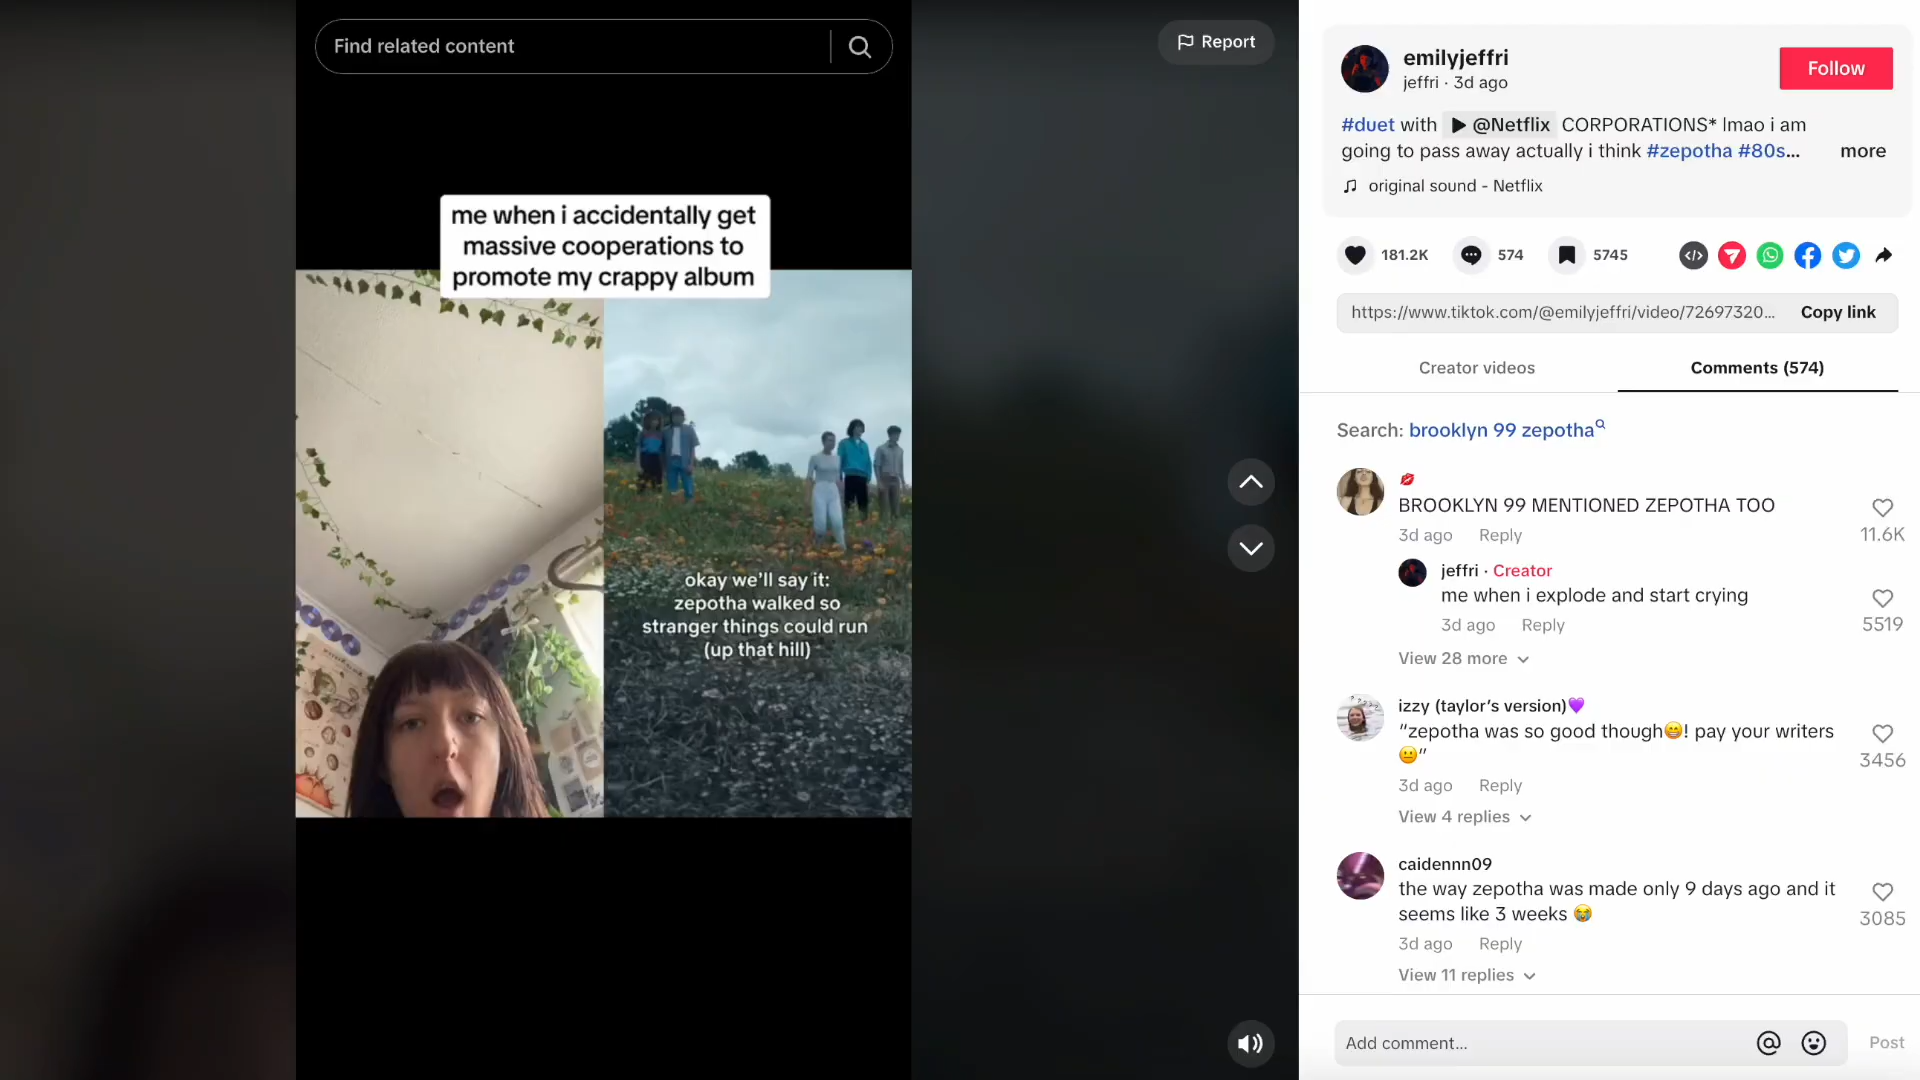 Find related content
Report
me when i accidentally get
massive cooperations to
promote my crappy album
okay we'll say it:
zepotha walked so
stranger things could run
(up that hill)
emilyjeffri
jeffri · 3d ago
Follow
#duet with @Netflix CORPORATIONS* lmao i am
going to pass away actually i think #zepotha #80s... more
original sound - Netflix
181.2K 574 5745
https://www.tiktok.com/@emilyjeffri/video/72697320... Copy link
Creator videos Comments (574)
Search: brooklyn 99 zepotha
💋
BROOKLYN 99 MENTIONED ZEPOTHA TOO
3d ago Reply 11.6K
jeffri · Creator
me when i explode and start crying
3d ago Reply 5519
View 28 more
izzy (taylor's version)💜
"zepotha was so good though😁! pay your writers
😐"
3456
3d ago Reply
View 4 replies
caidennn09
the way zepotha was made only 9 days ago and it
seems like 3 weeks 😭
3085
3d ago Reply
View 11 replies
Add comment... Post